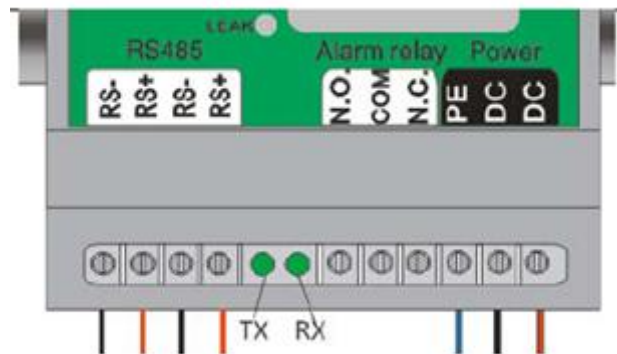 LEAK
RS485 Alarm relay Power
RS- RS+ RS- RS+ N.O. COM N.C. PE DC DC
TX RX